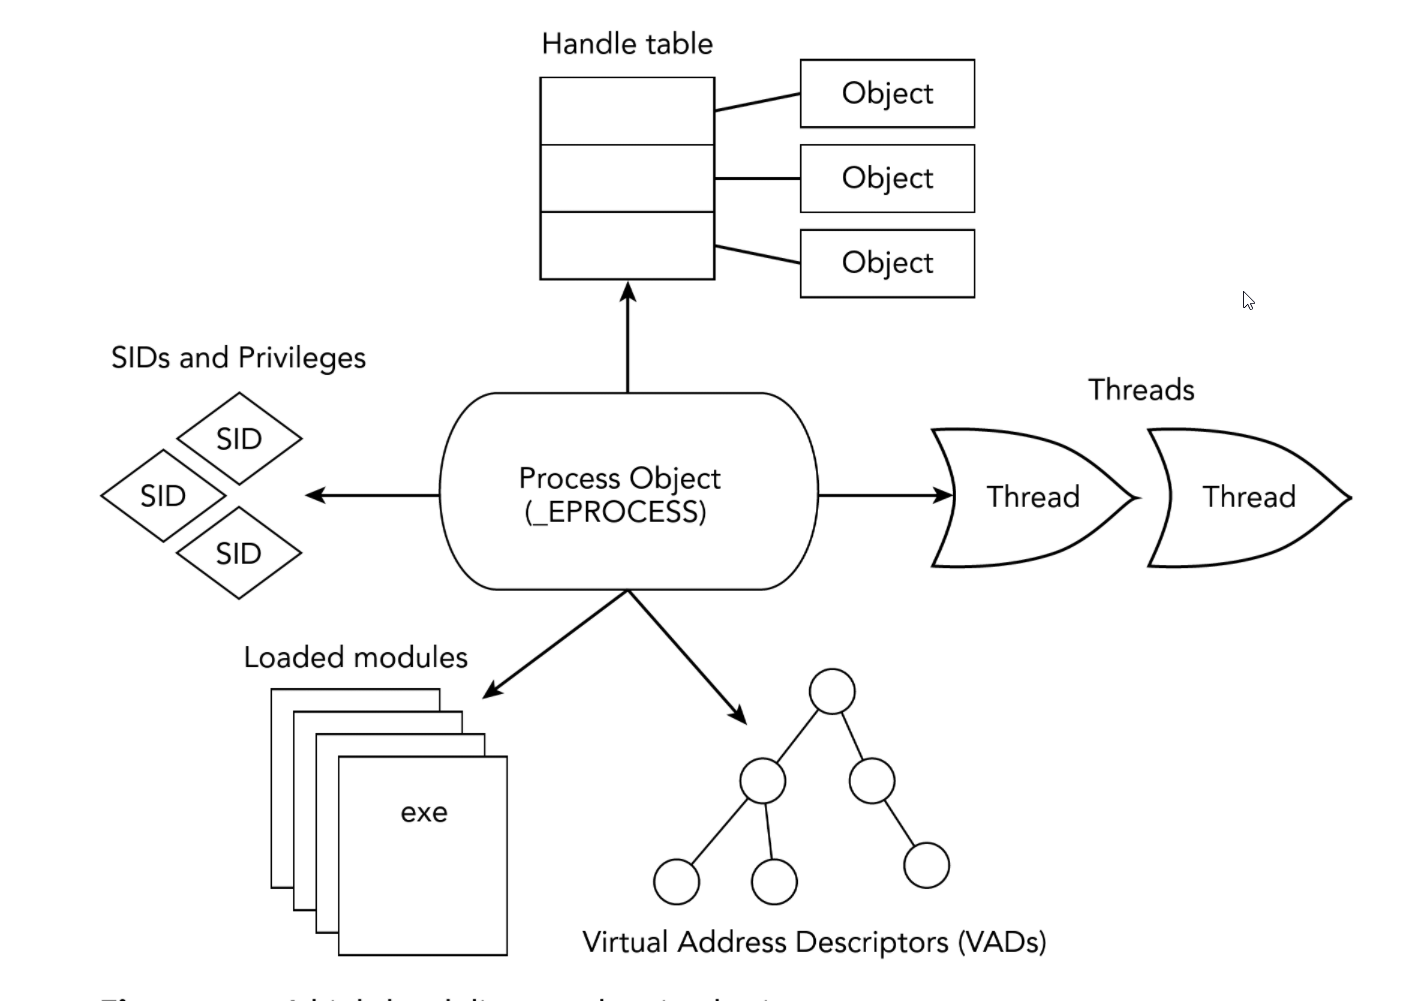 Handle table
Object
Object
Object
SIDs and Privileges
SID
SID
SID
Process Object
(_EPROCESS)
Threads
Thread
Thread
Loaded modules
exe
Virtual Address Descriptors (VADs)